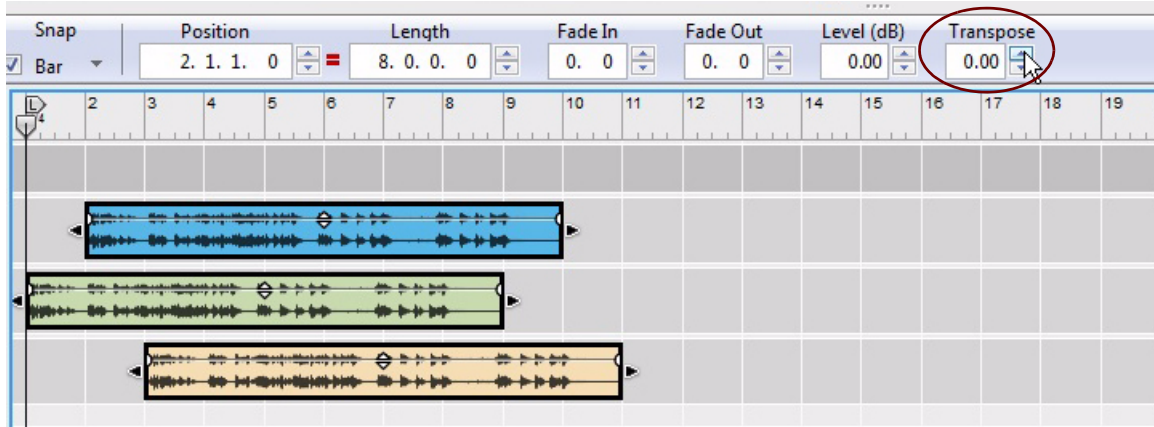 Snap Position Length Fade In Fade Out Level (dB) Transpose
Bar 2. 1. 1. 0 = 8. 0. 0. 0 0. 0 0. 0 0.00 0.00
L 2 3 4 5 6 7 8 9 10 11 12 13 14 15 16 17 18 19
4